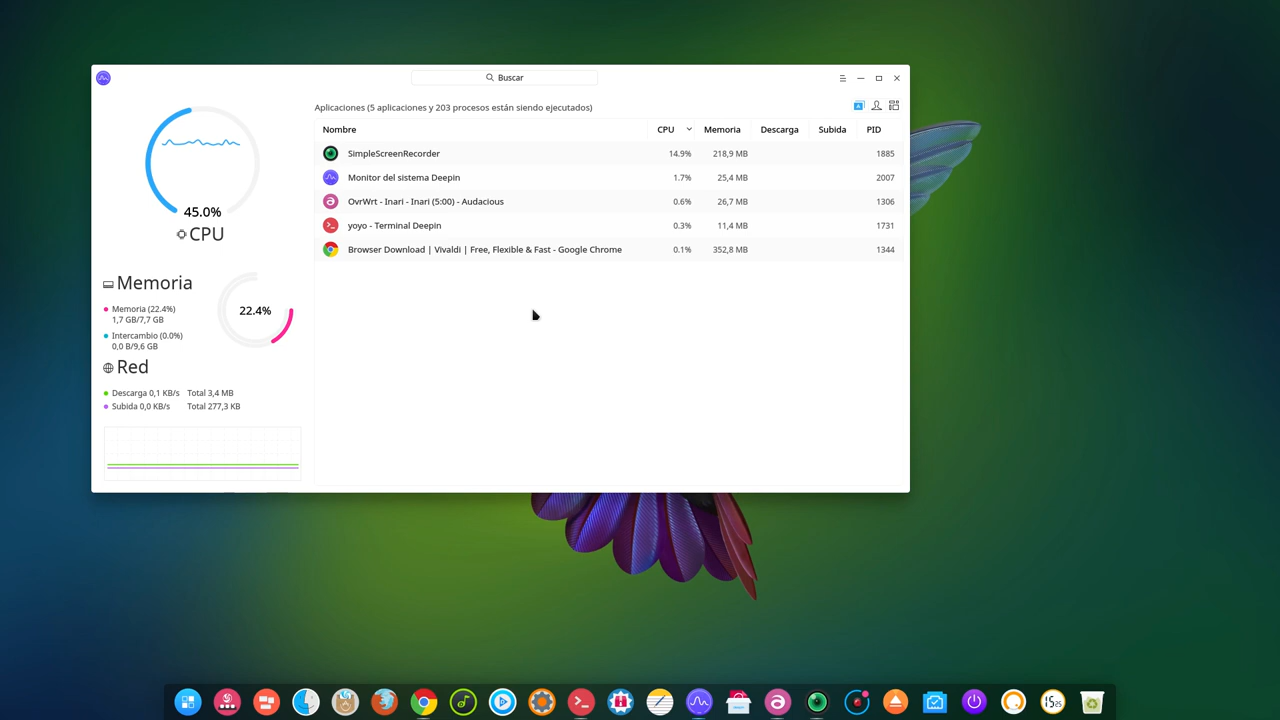 Buscar
Aplicaciones (5 aplicaciones y 203 procesos están siendo ejecutados)
Nombre CPU Memoria Descarga Subida PID
SimpleScreenRecorder 14.9% 218,9 MB 1885
Monitor del sistema Deepin 1.7% 25,4 MB 2007
OvrWrt - Inari - Inari (5:00) - Audacious 0.6% 26,7 MB 1306
yoyo - Terminal Deepin 0.3% 11,4 MB 1731
Browser Download | Vivaldi | Free, Flexible & Fast - Google Chrome 0.1% 352,8 MB 1344
45.0%
CPU
Memoria
Memoria (22.4%)
1,7 GB/7,7 GB
22.4%
Intercambio (0.0%)
0,0 B/9,6 GB
Red
Descarga 0,1 KB/s Total 3,4 MB
Subida 0,0 KB/s Total 277,3 KB